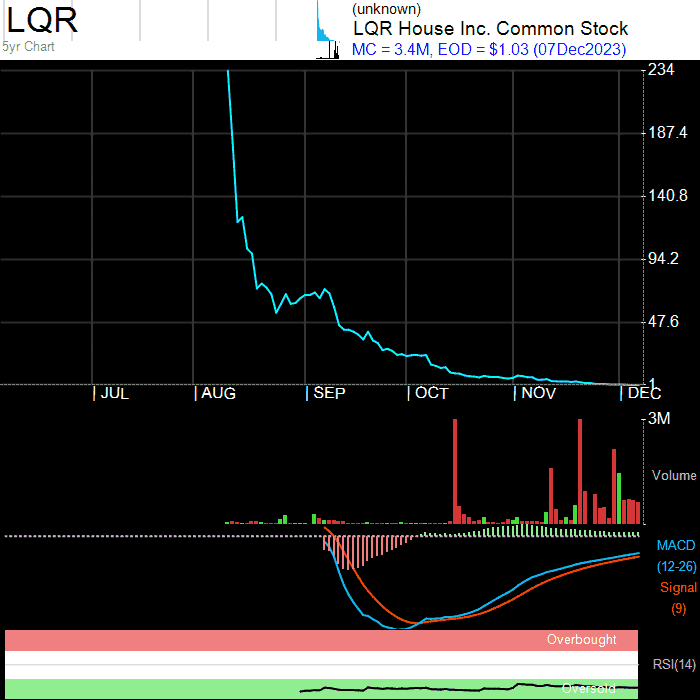 LQR
5yr Chart
(unknown)
LQR House Inc. Common Stock
MC = 3.4M, EOD = $1.03 (07Dec2023)
234
187.4
140.8
94.2
47.6
1
| JUL | AUG | SEP | OCT | NOV | DEC
3M
Volume
MACD
(12-26)
Signal
(9)
Overbought
RSI(14)
Oversold